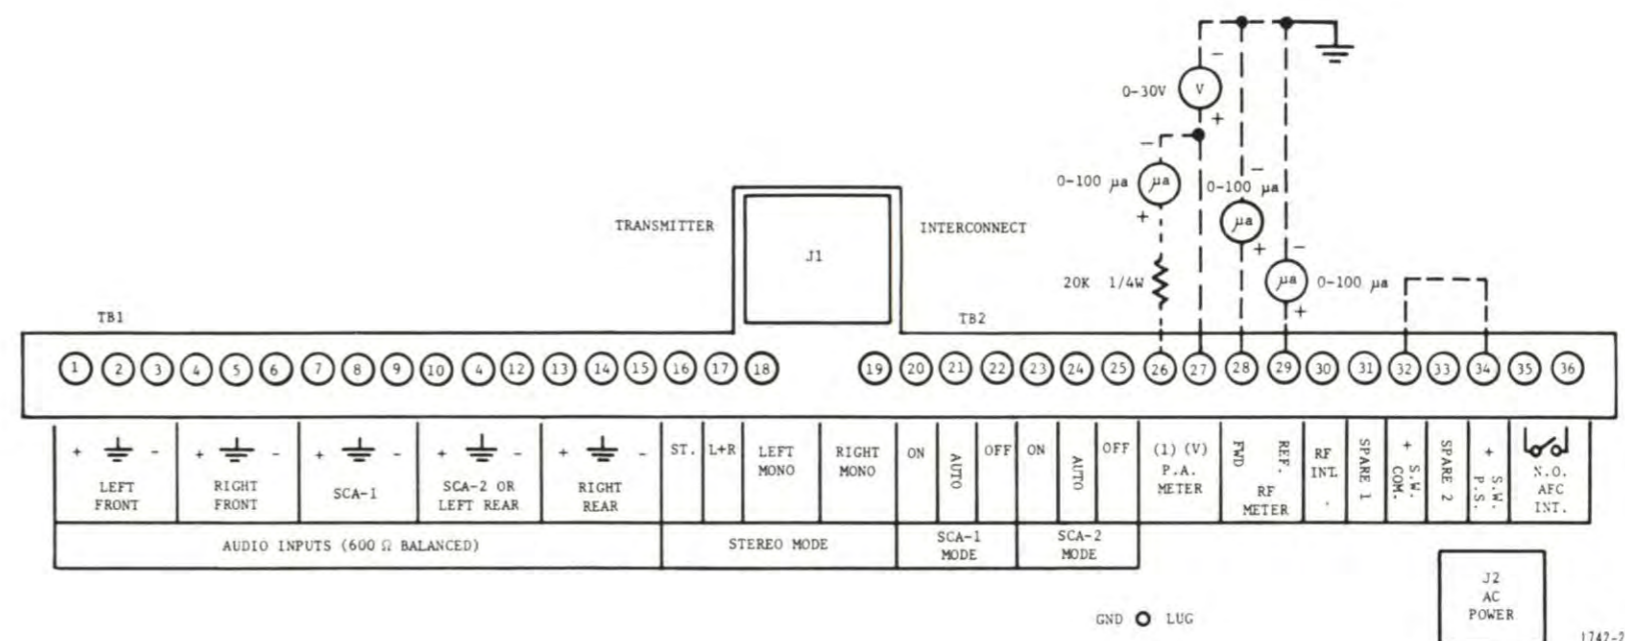 0-30V
V
-
+
-
0-100 µa
µa
+
-
0-100 µa
µa
+
-
µa
0-100 µa
+
TRANSMITTER
J1
INTERCONNECT
20K 1/4W
TB1
TB2
1 2 3 4 5 6 7 8 9 10 4 12 13 14 15 16 17 18 19 20 21 22 23 24 25 26 27 28 29 30 31 32 33 34 35 36
+ -
LEFT
FRONT
+ -
RIGHT
FRONT
+ -
SCA-1
+ -
SCA-2 OR
LEFT REAR
+ -
RIGHT
REAR
ST.
L+R
LEFT
MONO
RIGHT
MONO
ON
AUTO
OFF
ON
AUTO
OFF
(1) (V)
P.A.
METER
FWD
REF.
RF
METER
RF
INT.
SPARE 1
+ S.W.
COM.
SPARE 2
+ S.W.
P.S.
N.O.
AFC
INT.
AUDIO INPUTS (600 Ω BALANCED)
STEREO MODE
SCA-1
MODE
SCA-2
MODE
GND LUG
J2
AC
POWER
1742-2